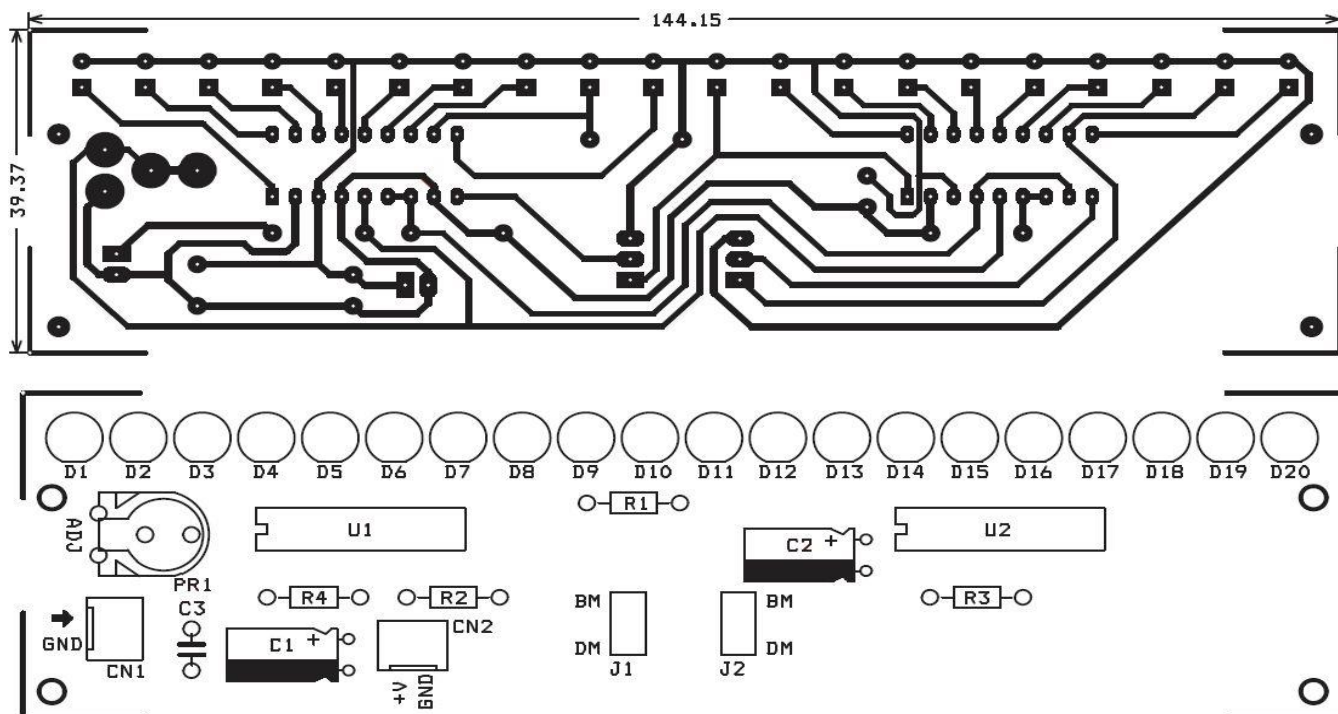 144.15
39.37
D1 D2 D3 D4 D5 D6 D7 D8 D9 D10 D11 D12 D13 D14 D15 D16 D17 D18 D19 D20
R1
ADJ
U1
C2 +
U2
PR1
R4
R2
R3
C3
BM
BM
GND
C1 +
CN2
CN1
DM
DM
J1
J2
+V
GND